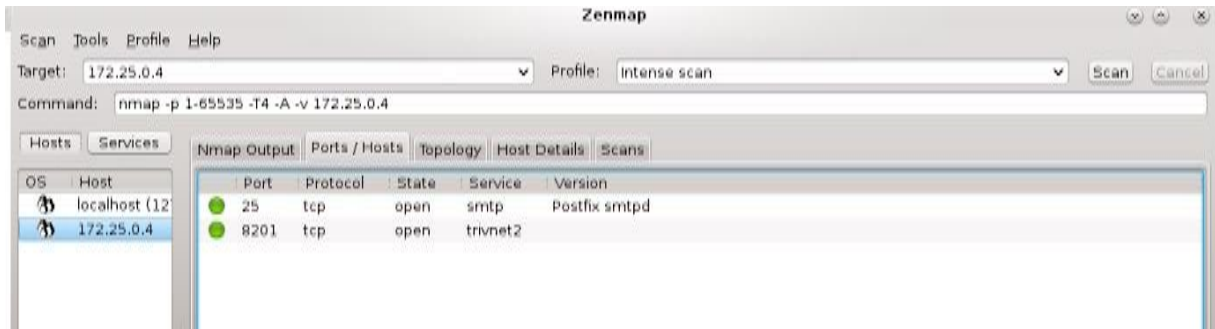 Zenmap
Scan Tools Profile Help
Target: 172.25.0.4 Profile: Intense scan Scan Cancel
Command: nmap -p 1-65535 -T4 -A -v 172.25.0.4
Hosts Services Nmap Output Ports / Hosts Topology Host Details Scans
OS Host Port Protocol State Service Version
localhost (12 25 tcp open smtp Postfix smtpd
172.25.0.4 8201 tcp open trivnet2